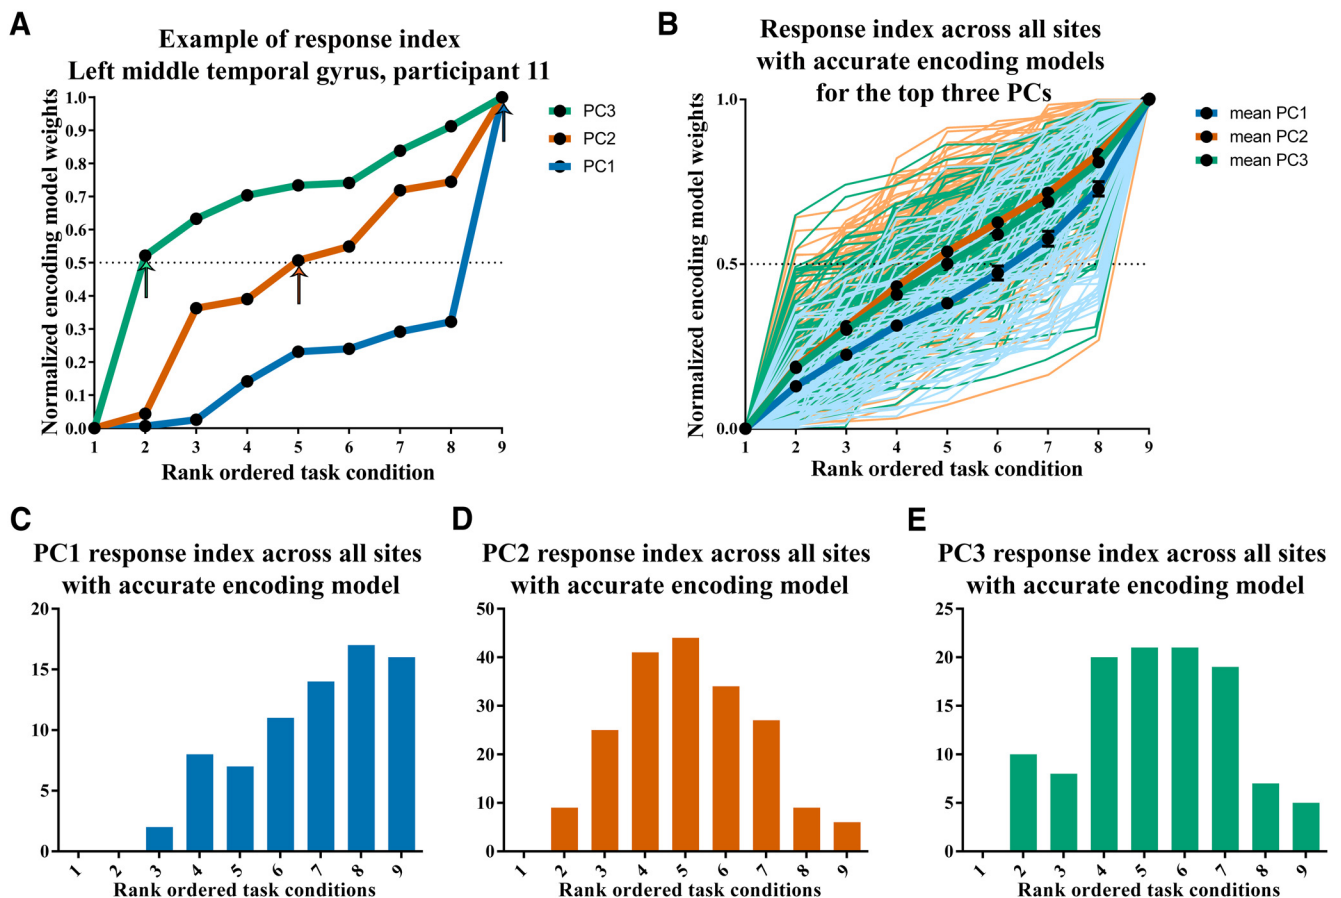 A
Example of response index
Left middle temporal gyrus, participant 11
Normalized encoding model weights
1.0
0.9
0.8
0.7
0.6
0.5
0.4
0.3
0.2
0.1
0.0
1 2 3 4 5 6 7 8 9
Rank ordered task condition
PC3
PC2
PC1
B
Response index across all sites
with accurate encoding models
for the top three PCs
Normalized encoding model weights
1.0
0.5
0.0
1 2 3 4 5 6 7 8 9
Rank ordered task condition
mean PC1
mean PC2
mean PC3
C
PC1 response index across all sites
with accurate encoding model
20
15
10
5
0
1 2 3 4 5 6 7 8 9
Rank ordered task conditions
D
PC2 response index across all sites
with accurate encoding model
50
40
30
20
10
0
1 2 3 4 5 6 7 8 9
Rank ordered task conditions
E
PC3 response index across all sites
with accurate encoding model
25
20
15
10
5
0
1 2 3 4 5 6 7 8 9
Rank ordered task conditions